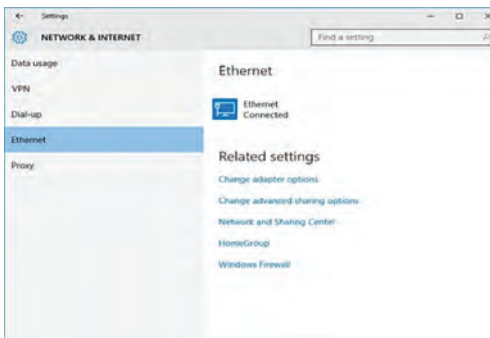 Settings
NETWORK & INTERNET
Find a setting
Data usage
VPN
Dial-up
Ethernet
Proxy
Ethernet
Ethernet
Connected
Related settings
Change adapter options
Change advanced sharing options
Network and Sharing Center
HomeGroup
Windows Firewall